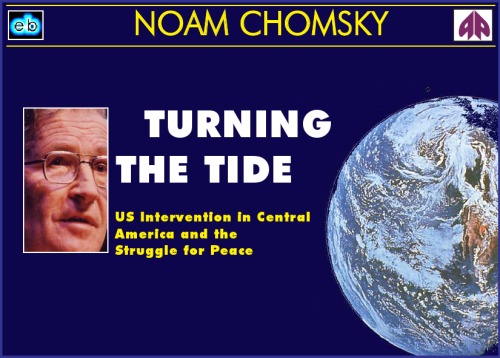 eb
NOAM CHOMSKY
TURNING
THE TIDE
US Intervention in Central
America and the
Struggle for Peace